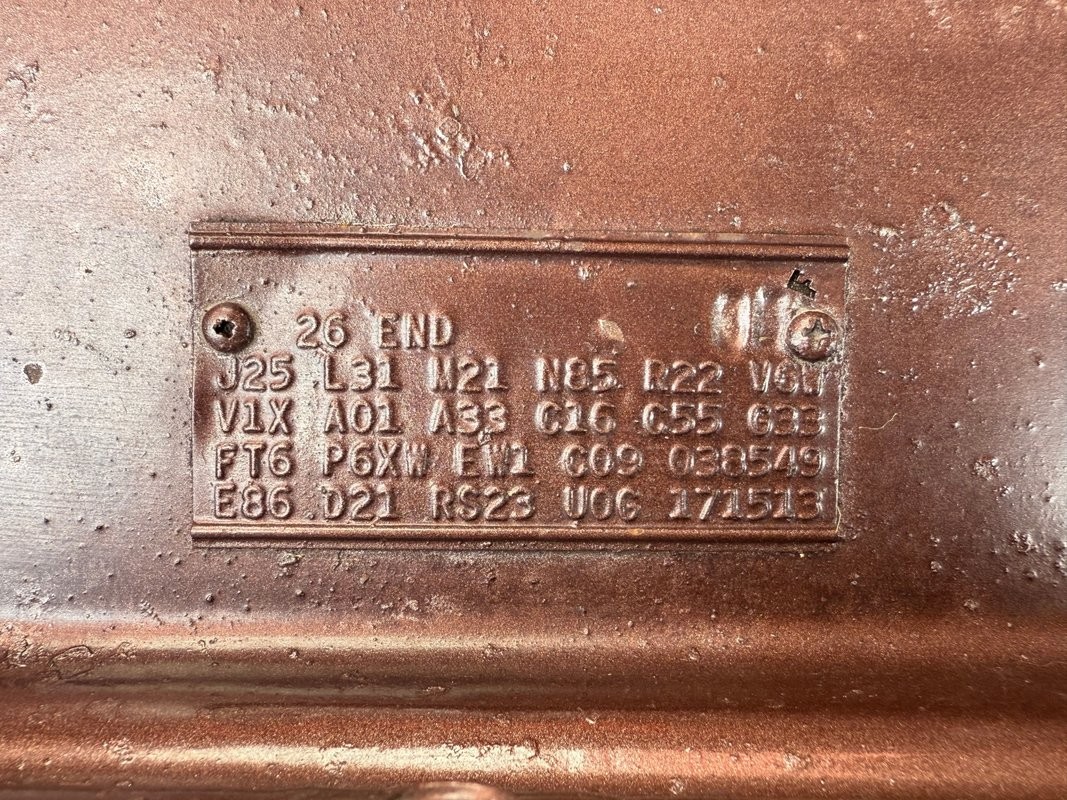 26 END
J25 L31 M21 N85 R22 V6W
V1X A01 A33 C16 C55 G33
FT6 P6XW EW1 C09 038549
E86 D21 RS23 U0G 171513